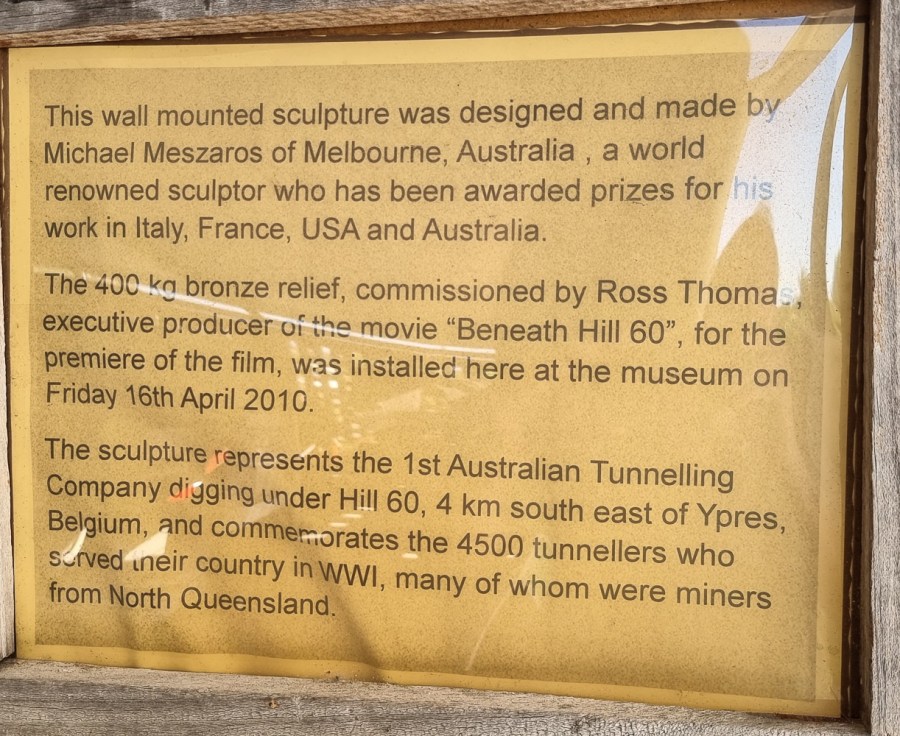 This wall mounted sculpture was designed and made by
Michael Meszaros of Melbourne, Australia , a world
renowned sculptor who has been awarded prizes for his
work in Italy, France, USA and Australia.
The 400 kg bronze relief, commissioned by Ross Thomas,
executive producer of the movie “Beneath Hill 60”, for the
premiere of the film, was installed here at the museum on
Friday 16th April 2010.
The sculpture represents the 1st Australian Tunnelling
Company digging under Hill 60, 4 km south east of Ypres,
Belgium, and commemorates the 4500 tunnellers who
served their country in WWI, many of whom were miners
from North Queensland.